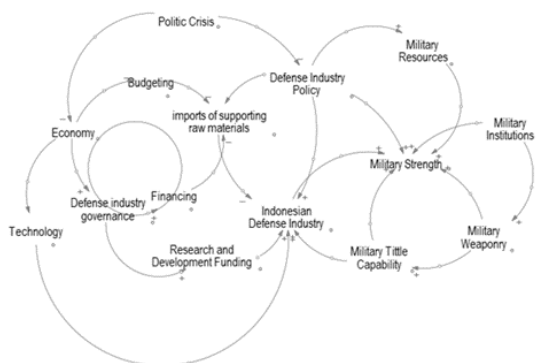 Politic Crisis
Military
Resources
Budgeting
Defense Industry
Policy
imports of supporting
raw materials
Military
Institutions
Economy
Military Strength
Defense industry
governance
Financing
Indonesian
Defense Industry
Technology
Military
Weaponry
Research and
Development Funding
Military Tittle
Capability